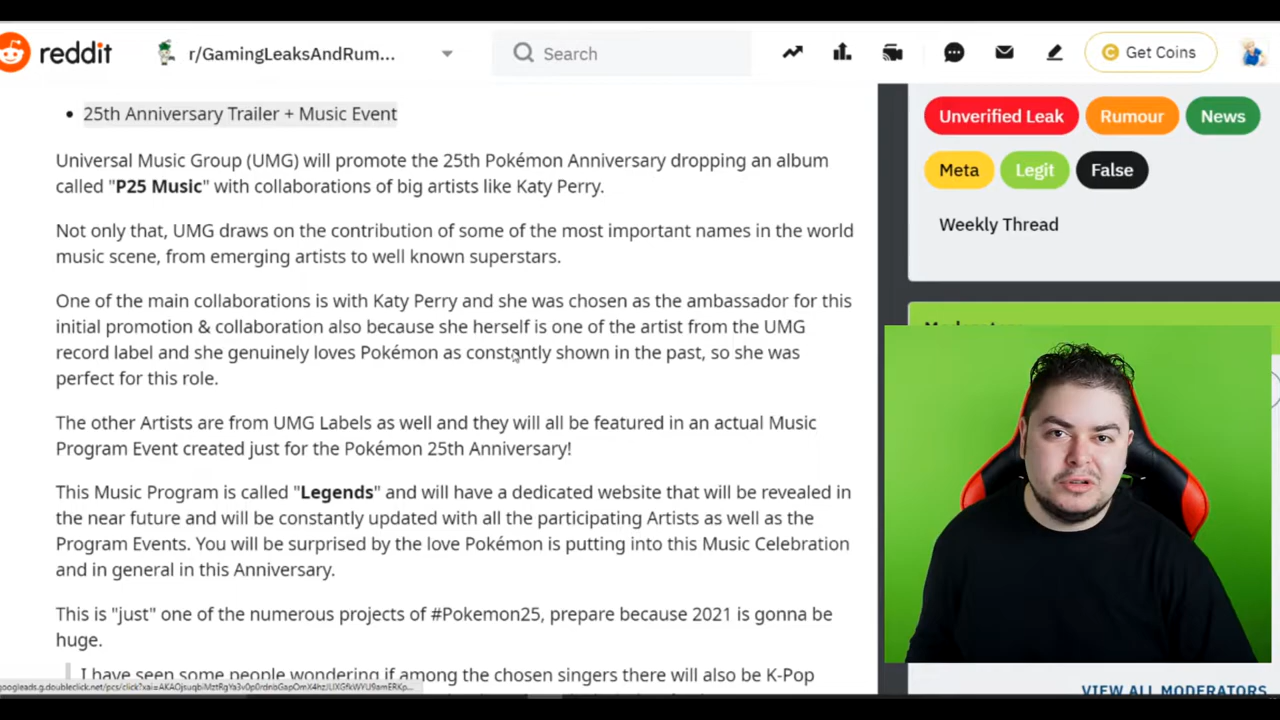 reddit
r/GamingLeaksAndRum...
Search
Get Coins
25th Anniversary Trailer + Music Event
Universal Music Group (UMG) will promote the 25th Pokémon Anniversary dropping an album
called "P25 Music" with collaborations of big artists like Katy Perry.
Not only that, UMG draws on the contribution of some of the most important names in the world
music scene, from emerging artists to well known superstars.
One of the main collaborations is with Katy Perry and she was chosen as the ambassador for this
initial promotion & collaboration also because she herself is one of the artist from the UMG
record label and she genuinely loves Pokémon as constantly shown in the past, so she was
perfect for this role.
The other Artists are from UMG Labels as well and they will all be featured in an actual Music
Program Event created just for the Pokémon 25th Anniversary!
This Music Program is called "Legends" and will have a dedicated website that will be revealed in
the near future and will be constantly updated with all the participating Artists as well as the
Program Events. You will be surprised by the love Pokémon is putting into this Music Celebration
and in general in this Anniversary.
This is "just" one of the numerous projects of #Pokemon25, prepare because 2021 is gonna be
huge.
I have seen some people wondering if among the chosen singers there will also be K-Pop
Unverified Leak
Rumour
News
Meta
Legit
False
Weekly Thread
VIEW ALL MODERATORS